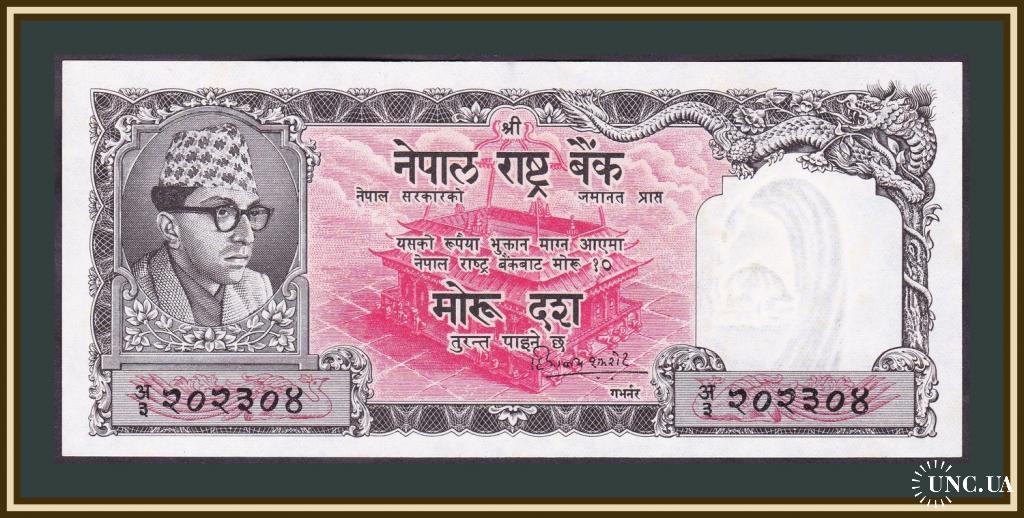 श्री
नेपाल राष्ट्र बैंक
नेपाल सरकारको जमानत प्राप्त
यसको रूपैया भुक्तान माग्न आएमा
नेपाल राष्ट्र बैंकबाट मोरू १०
मोरू दश
तुरन्त पाइने छ
गभर्नर
अ/३ २०२३०४
अ/३ २०२३०४
UNC.UA